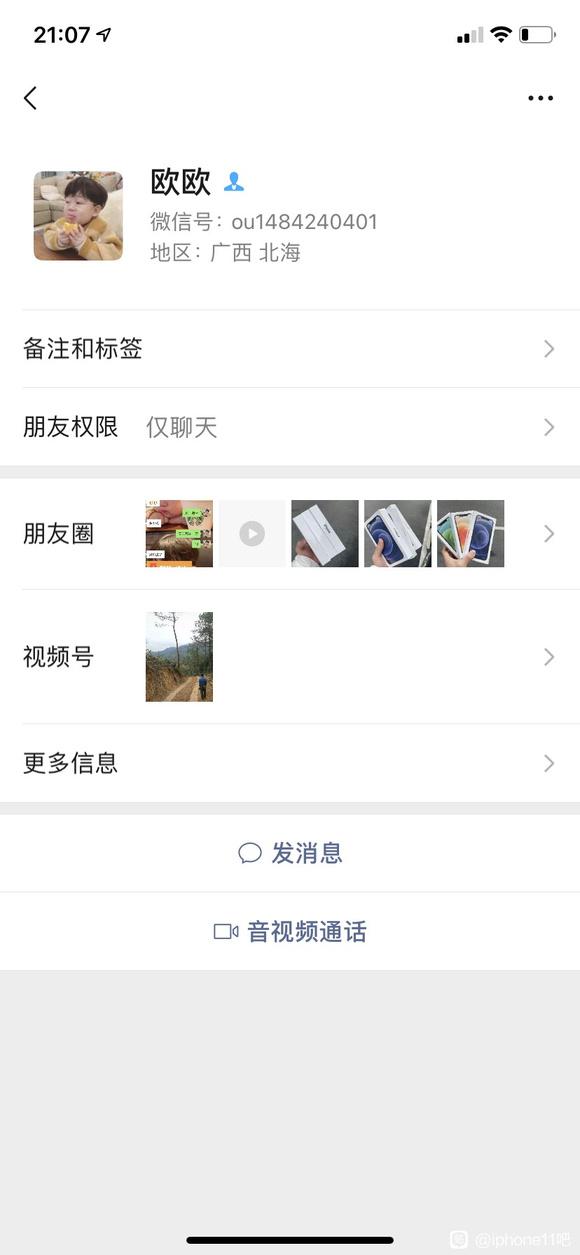 21:07
欧欧
微信号：ou1484240401
地区：广西 北海
备注和标签
朋友权限 仅聊天
朋友圈
视频号
更多信息
发消息
音视频通话
@iphone11吧